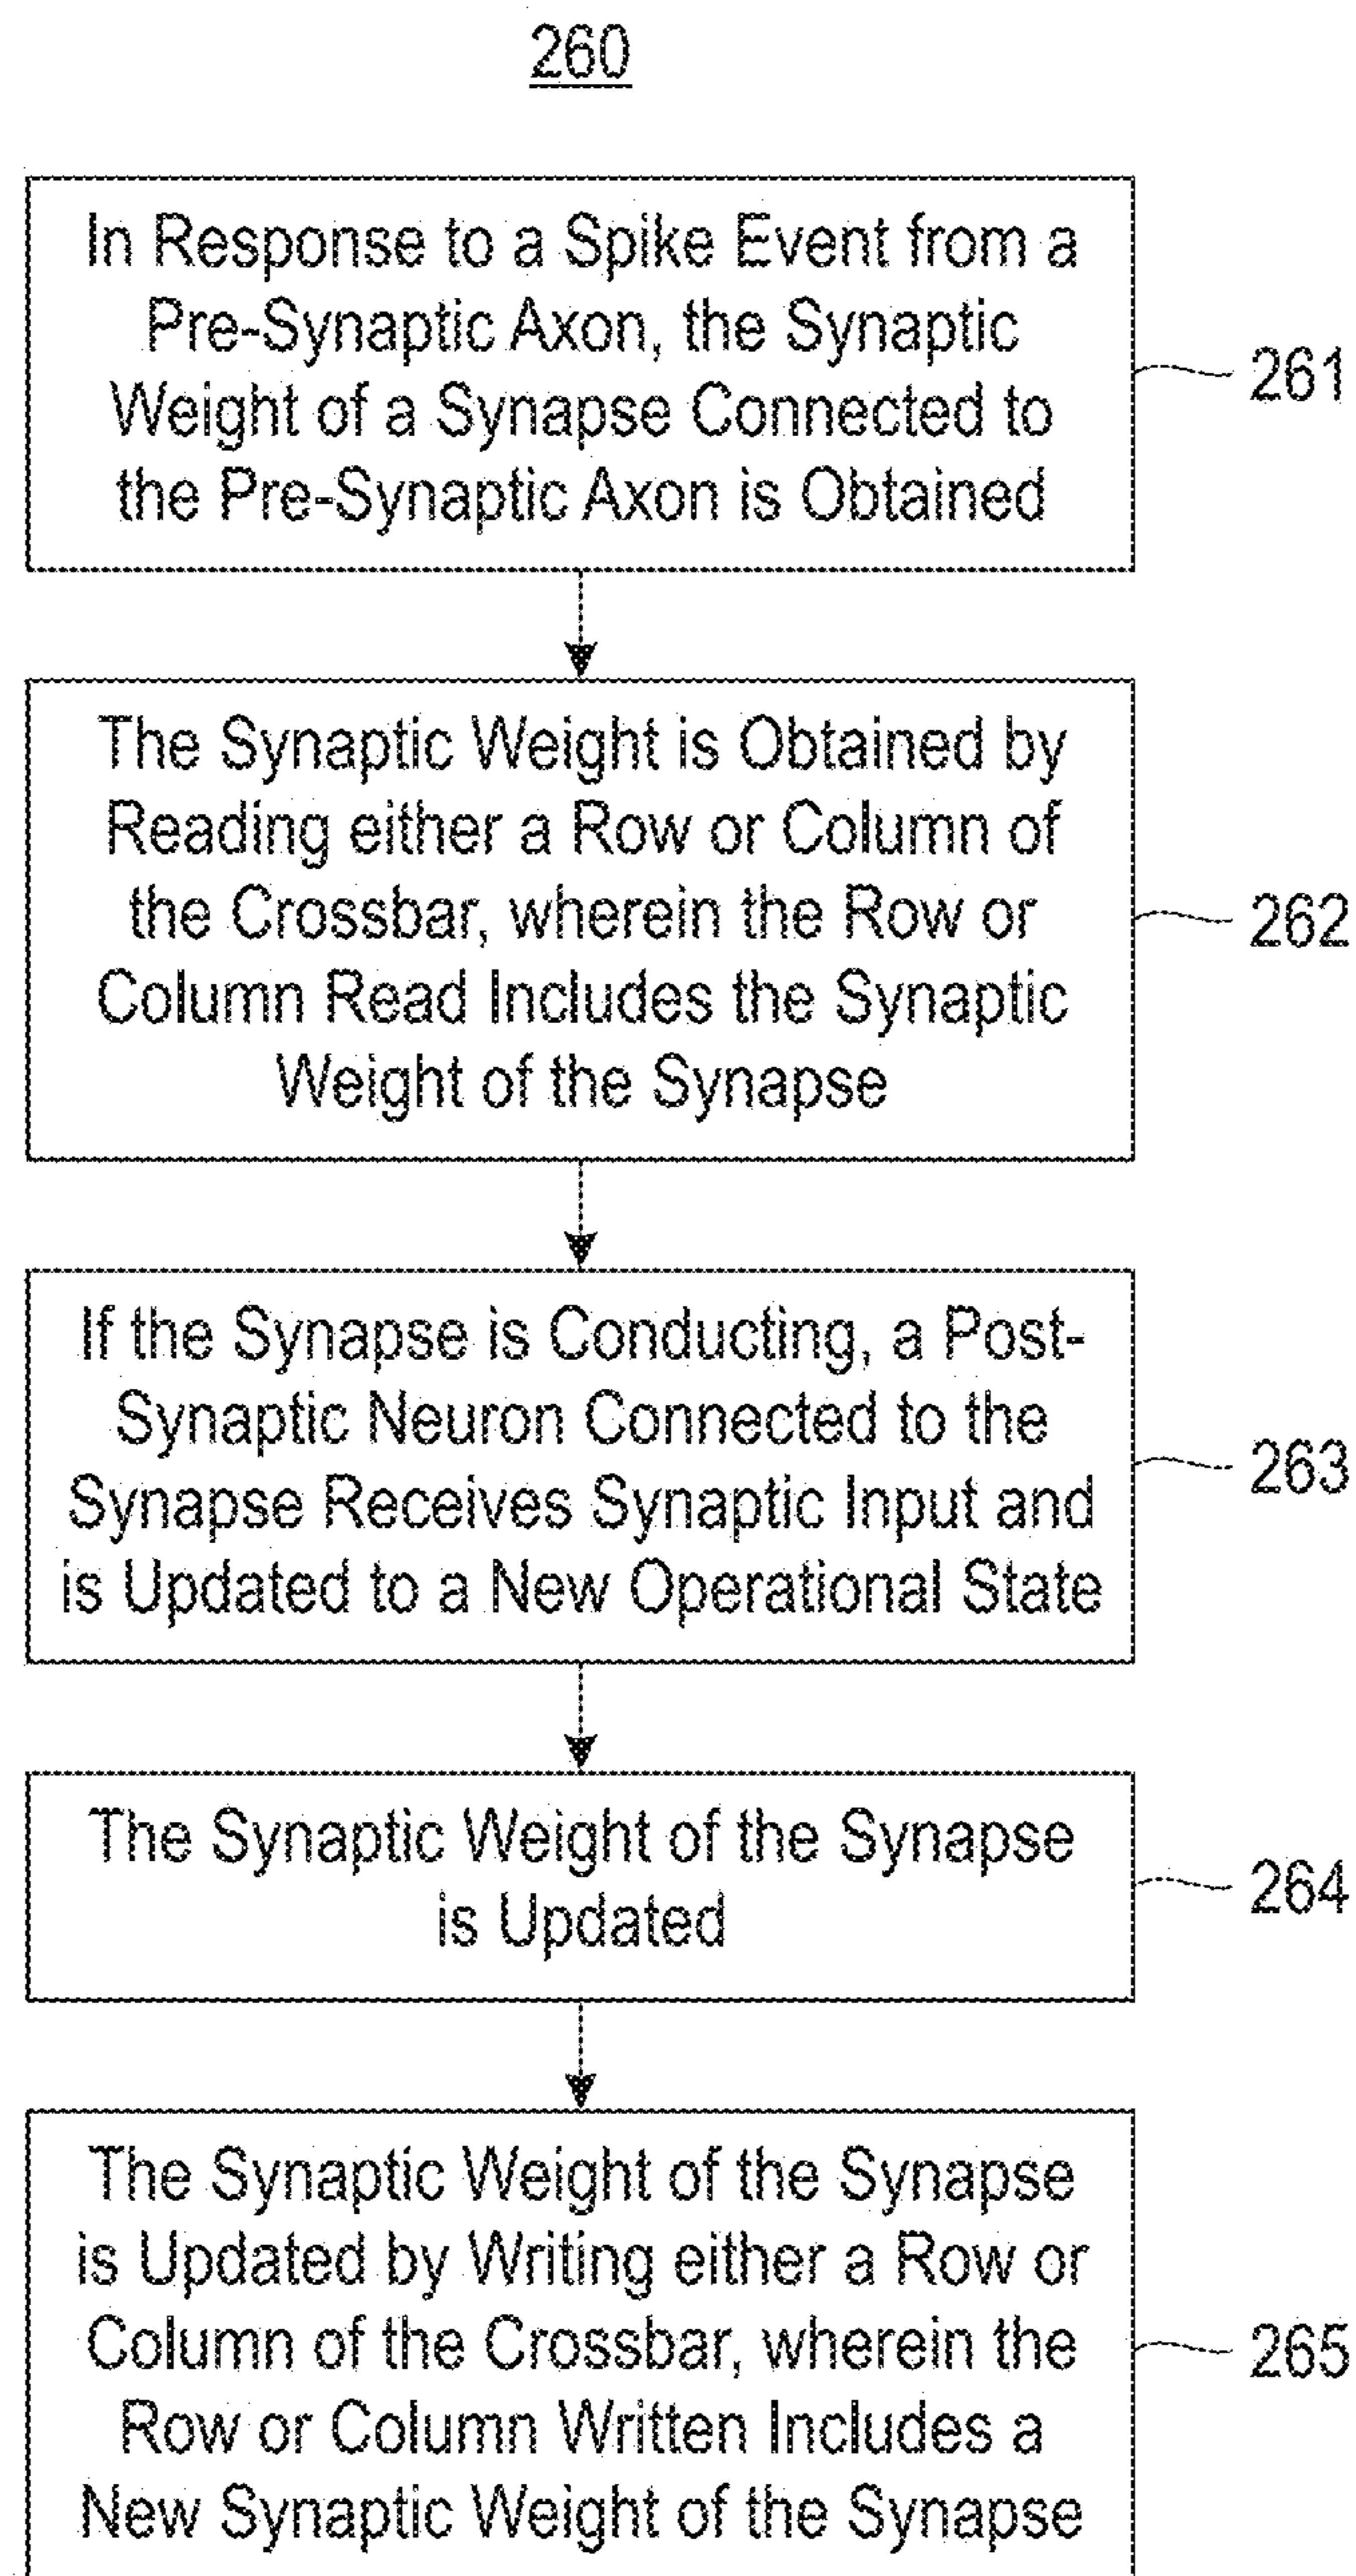 260
In Response to a Spike Event from a
Pre-Synaptic Axon, the Synaptic
Weight of a Synapse Connected to
the Pre-Synaptic Axon is Obtained
261
The Synaptic Weight is Obtained by
Reading either a Row or Column of
the Crossbar, wherein the Row or
Column Read Includes the Synaptic
Weight of the Synapse
262
If the Synapse is Conducting, a Post-
Synaptic Neuron Connected to the
Synapse Receives Synaptic Input and
is Updated to a New Operational State
263
The Synaptic Weight of the Synapse
is Updated
264
The Synaptic Weight of the Synapse
is Updated by Writing either a Row or
Column of the Crossbar, wherein the
Row or Column Written Includes a
New Synaptic Weight of the Synapse
265